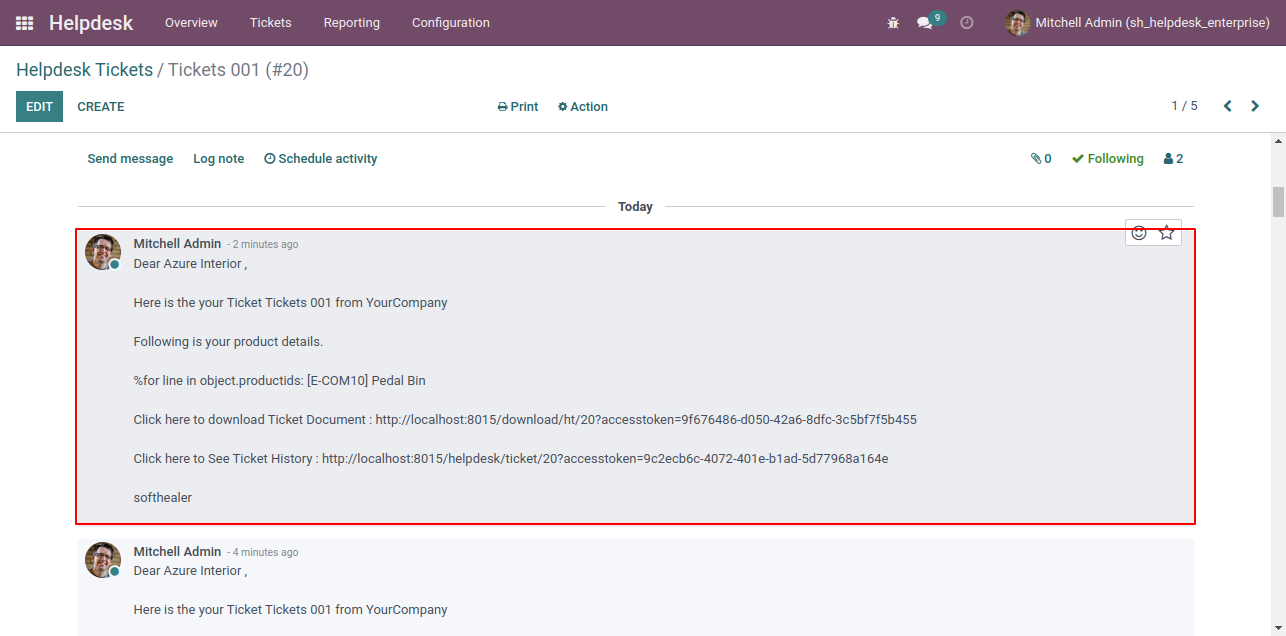 Helpdesk Overview Tickets Reporting Configuration 9 Mitchell Admin (sh_helpdesk_enterprise)
Helpdesk Tickets / Tickets 001 (#20)
EDIT CREATE Print Action 1 / 5
Send message Log note Schedule activity 0 Following 2
Today
Mitchell Admin - 2 minutes ago
Dear Azure Interior ,
Here is the your Ticket Tickets 001 from YourCompany
Following is your product details.
%for line in object.productids: [E-COM10] Pedal Bin
Click here to download Ticket Document : http://localhost:8015/download/ht/20?accesstoken=9f676486-d050-42a6-8dfc-3c5bf7f5b455
Click here to See Ticket History : http://localhost:8015/helpdesk/ticket/20?accesstoken=9c2ecb6c-4072-401e-b1ad-5d77968a164e
softhealer
Mitchell Admin - 4 minutes ago
Dear Azure Interior ,
Here is the your Ticket Tickets 001 from YourCompany